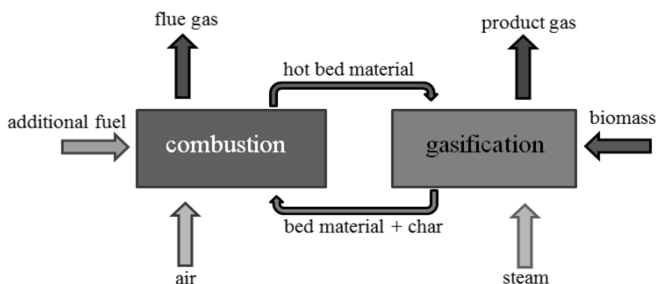 flue gas
product gas
hot bed material
additional fuel
combustion
gasification
biomass
bed material + char
air
steam